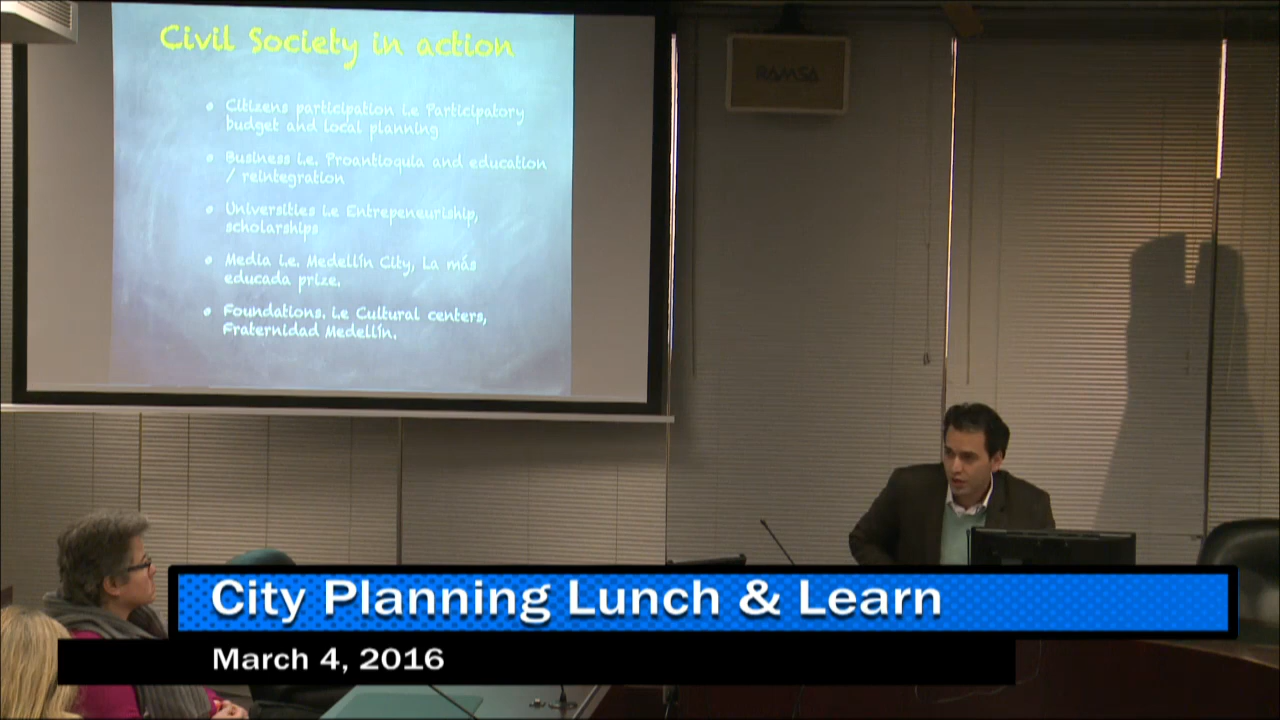 Civil Society in action
• Citizens participation i.e Participatory
budget and local planning
• Business i.e. Proantioquia and education
/ reintegration
• Universities i.e Entrepeneuriship,
scholarships
• Media i.e. Medellín City, La más
educada prize.
• Foundations. i.e Cultural centers,
Fraternidad Medellín.
RAMSA
City Planning Lunch & Learn
March 4, 2016